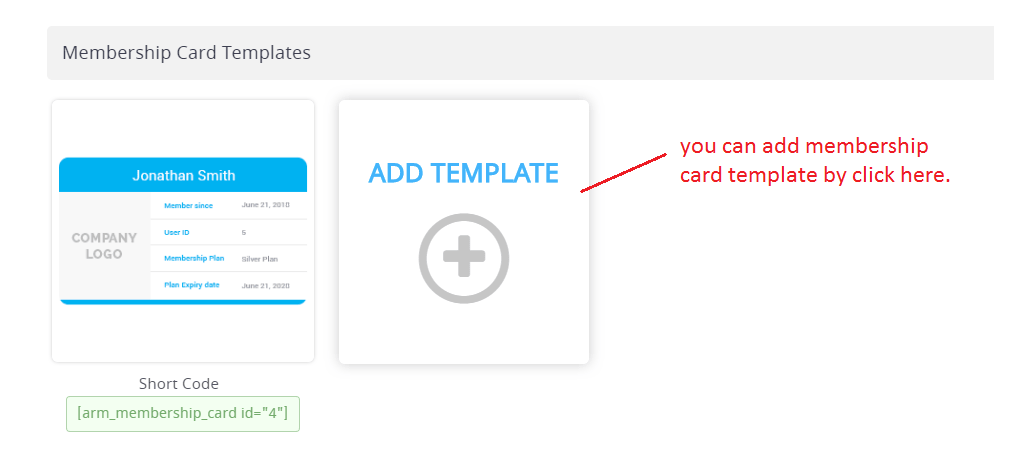 Membership Card Templates
Jonathan Smith
COMPANY
LOGO
Member since June 21, 2010
User ID 5
Membership Plan Silver Plan
Plan Expiry date June 21, 2020
ADD TEMPLATE
you can add membership
card template by click here.
Short Code
[arm_membership_card id="4"]